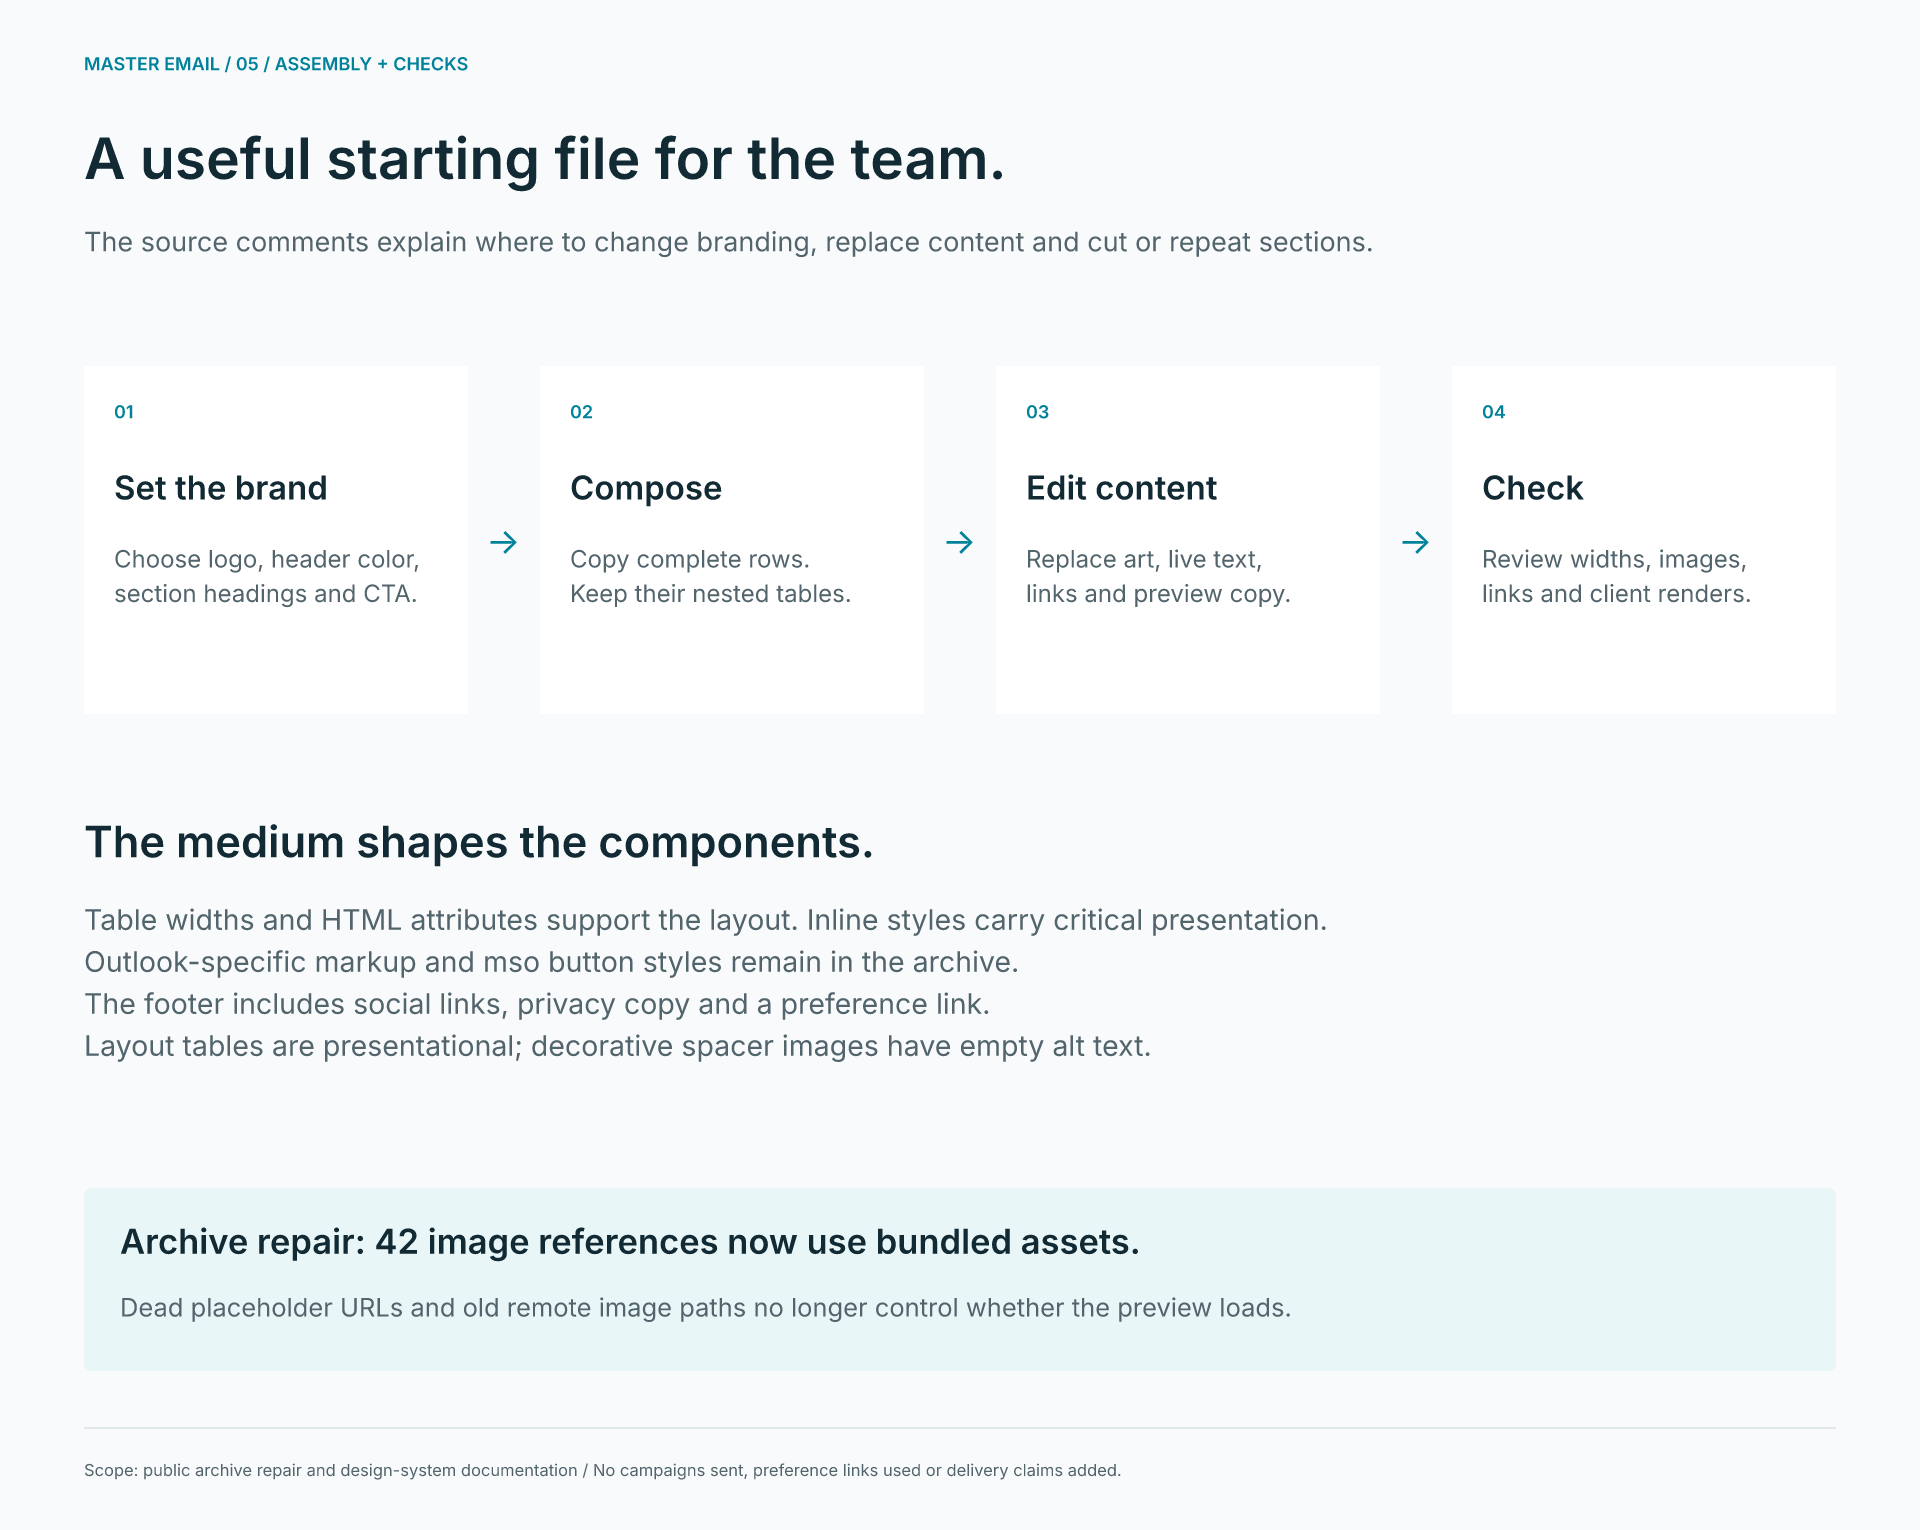 MASTER EMAIL / 05 / ASSEMBLY + CHECKS
A useful starting file for the team.
The source comments explain where to change branding, replace content and cut or repeat sections.
01
Set the brand
Choose logo, header color,
section headings and CTA.
→
02
Compose
Copy complete rows.
Keep their nested tables.
→
03
Edit content
Replace art, live text,
links and preview copy.
→
04
Check
Review widths, images,
links and client renders.
The medium shapes the components.
Table widths and HTML attributes support the layout. Inline styles carry critical presentation.
Outlook-specific markup and mso button styles remain in the archive.
The footer includes social links, privacy copy and a preference link.
Layout tables are presentational; decorative spacer images have empty alt text.
Archive repair: 42 image references now use bundled assets.
Dead placeholder URLs and old remote image paths no longer control whether the preview loads.
Scope: public archive repair and design-system documentation / No campaigns sent, preference links used or delivery claims added.